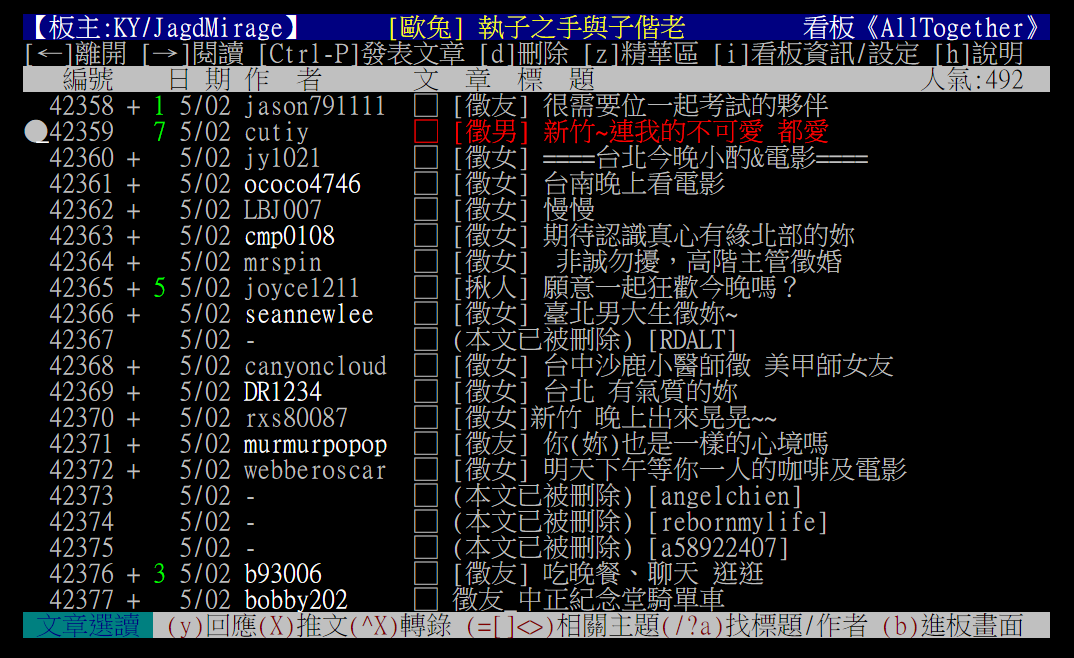 【板主:KY/JagdMirage】 [歐兔] 執子之手與子偕老 看板《AllTogether》
[←]離開 [→]閱讀 [Ctrl-P]發表文章 [d]刪除 [z]精華區 [i]看板資訊/設定 [h]說明
編號 日 期 作 者 文 章 標 題 人氣:492
42358 + 1 5/02 jason791111 □ [徵友] 很需要位一起考試的夥伴
●42359 7 5/02 cutiy □ [徵男] 新竹~連我的不可愛 都愛
42360 + 5/02 jy1021 □ [徵女] ====台北今晚小酌&電影====
42361 + 5/02 ococo4746 □ [徵女] 台南晚上看電影
42362 + 5/02 LBJ007 □ [徵女] 慢慢
42363 + 5/02 cmp0108 □ [徵女] 期待認識真心有緣北部的妳
42364 + 5/02 mrspin □ [徵女] 非誠勿擾，高階主管徵婚
42365 + 5 5/02 joyce1211 □ [揪人] 願意一起狂歡今晚嗎？
42366 + 5/02 seannewlee □ [徵女] 臺北男大生徵妳~
42367 5/02 - □ (本文已被刪除) [RDALT]
42368 + 5/02 canyoncloud □ [徵女] 台中沙鹿小醫師徵 美甲師女友
42369 + 5/02 DR1234 □ [徵女] 台北 有氣質的妳
42370 + 5/02 rxs80087 □ [徵女]新竹 晚上出來晃晃~~
42371 + 5/02 murmurpopop □ [徵友] 你(妳)也是一樣的心境嗎
42372 + 5/02 webberoscar □ [徵女] 明天下午等你一人的咖啡及電影
42373 5/02 - □ (本文已被刪除) [angelchien]
42374 5/02 - □ (本文已被刪除) [rebornmylife]
42375 5/02 - □ (本文已被刪除) [a58922407]
42376 + 3 5/02 b93006 □ [徵友] 吃晚餐、聊天 逛逛
42377 + 5/02 bobby202 □ 徵友_中正紀念堂騎單車
文章選讀 (y)回應(X)推文(^X)轉錄 (=[]<>)相關主題(/?a)找標題/作者 (b)進板畫面